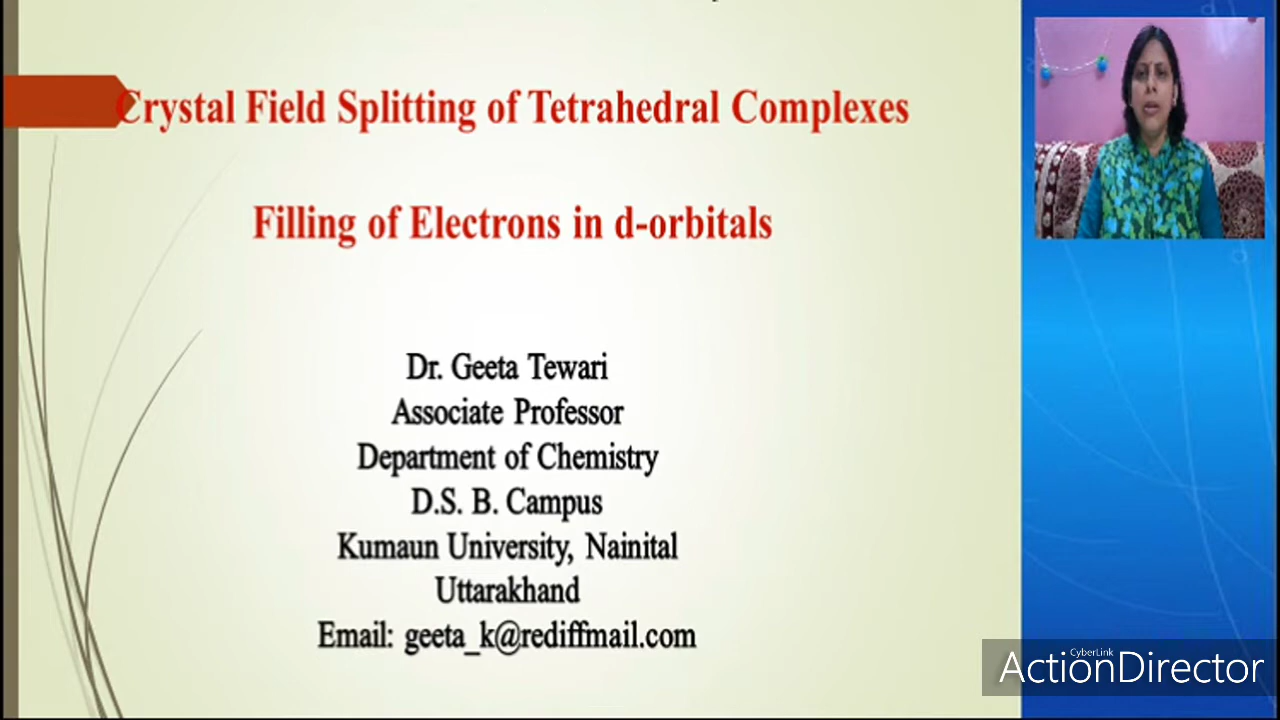 Crystal Field Splitting of Tetrahedral Complexes
Filling of Electrons in d-orbitals
Dr. Geeta Tewari
Associate Professor
Department of Chemistry
D.S. B. Campus
Kumaun University, Nainital
Uttarakhand
Email: geeta_k@rediffmail.com
CyberLink
ActionDirector